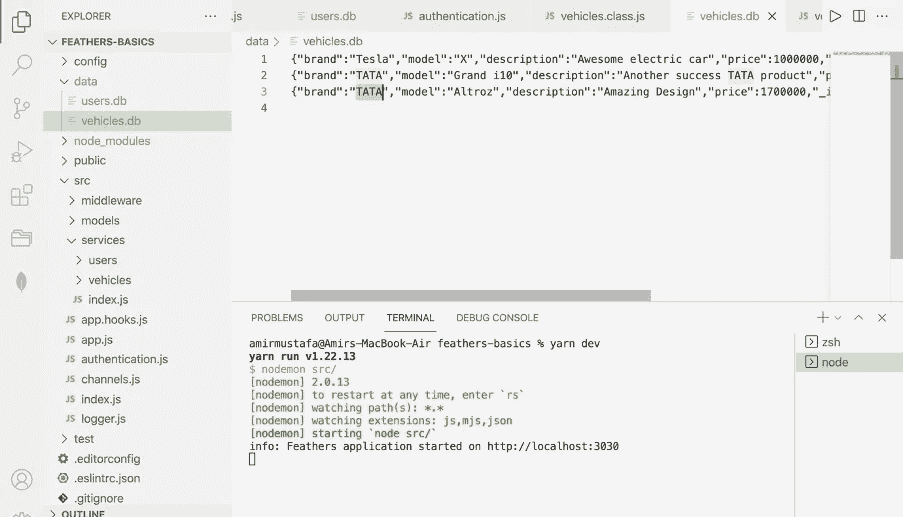 EXPLORER
.js
users.db
JS authentication.js
JS vehicles.class.js
vehicles.db
JS
FEATHERS-BASICS
data > vehicles.db
config
data
users.db
vehicles.db
node_modules
public
src
middleware
models
services
users
vehicles
JS index.js
JS app.hooks.js
JS app.js
JS authentication.js
JS channels.js
JS index.js
JS logger.js
test
.editorconfig
.eslintrc.json
.gitignore
OUTLINE
1 {"brand":"Tesla","model":"X","description":"Awesome electric car","price":1000000,"
2 {"brand":"TATA","model":"Grand i10","description":"Another success TATA product","p
3 {"brand":"TATA","model":"Altroz","description":"Amazing Design","price":1700000,"_i
4
PROBLEMS OUTPUT TERMINAL DEBUG CONSOLE
amirmustafa@Amirs-MacBook-Air feathers-basics % yarn dev
yarn run v1.22.13
$ nodemon src/
[nodemon] 2.0.13
[nodemon] to restart at any time, enter `rs`
[nodemon] watching path(s): *.*
[nodemon] watching extensions: js,mjs,json
[nodemon] starting `node src/`
info: Feathers application started on http://localhost:3030
zsh
node